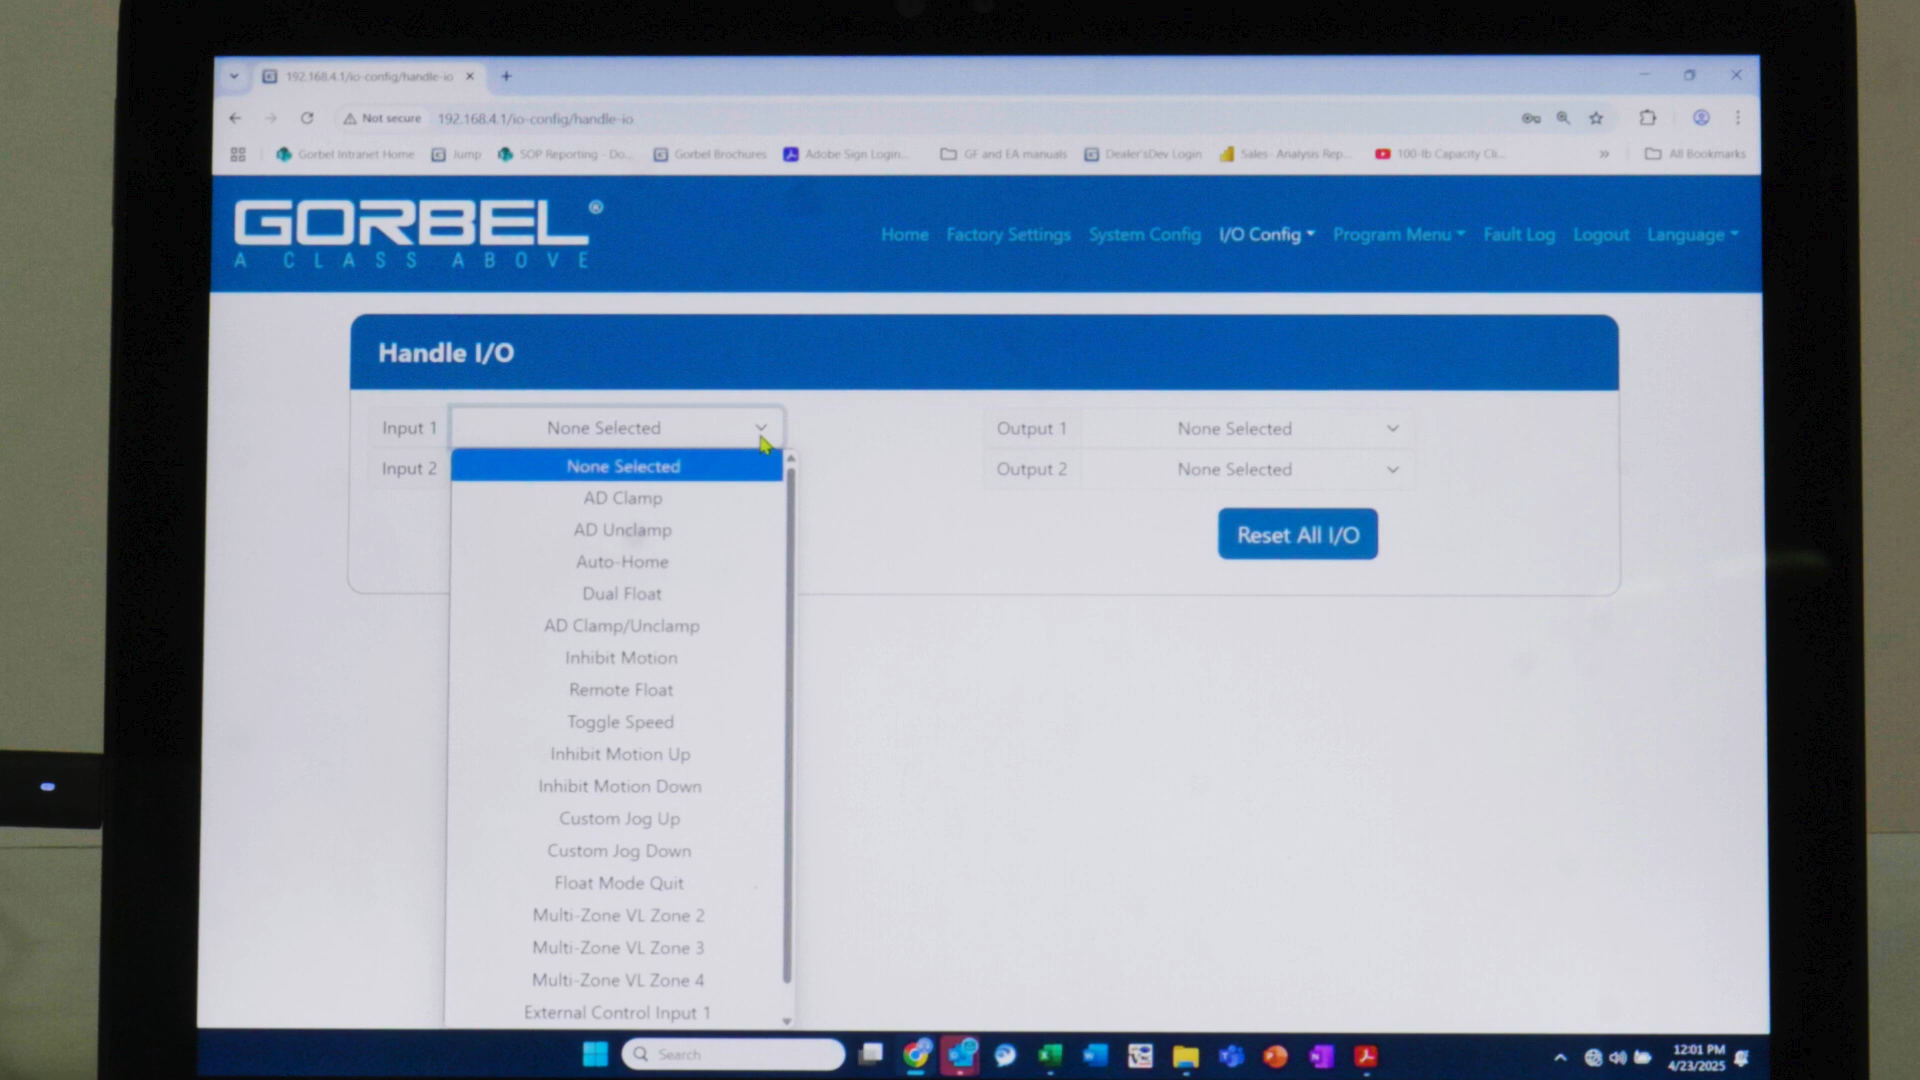 192.168.4.1/io-config/handle-io
Not secure 192.168.4.1/io-config/handle-io
Gorbel Intranet Home Jump SOP Reporting - Do... Gorbel Brochures Adobe Sign Login... GF and EA manuals Dealer'sDev Login Sales- Analysis Rep... 100-lb Capacity Cli... All Bookmarks
GORBEL®
A CLASS ABOVE
Home Factory Settings System Config I/O Config Program Menu Fault Log Logout Language
Handle I/O
Input 1 None Selected Output 1 None Selected
Input 2 None Selected Output 2 None Selected
AD Clamp
AD Unclamp
Reset All I/O
Auto-Home
Dual Float
AD Clamp/Unclamp
Inhibit Motion
Remote Float
Toggle Speed
Inhibit Motion Up
Inhibit Motion Down
Custom Jog Up
Custom Jog Down
Float Mode Quit
Multi-Zone VL Zone 2
Multi-Zone VL Zone 3
Multi-Zone VL Zone 4
External Control Input 1
Search
12:01 PM
4/23/2025